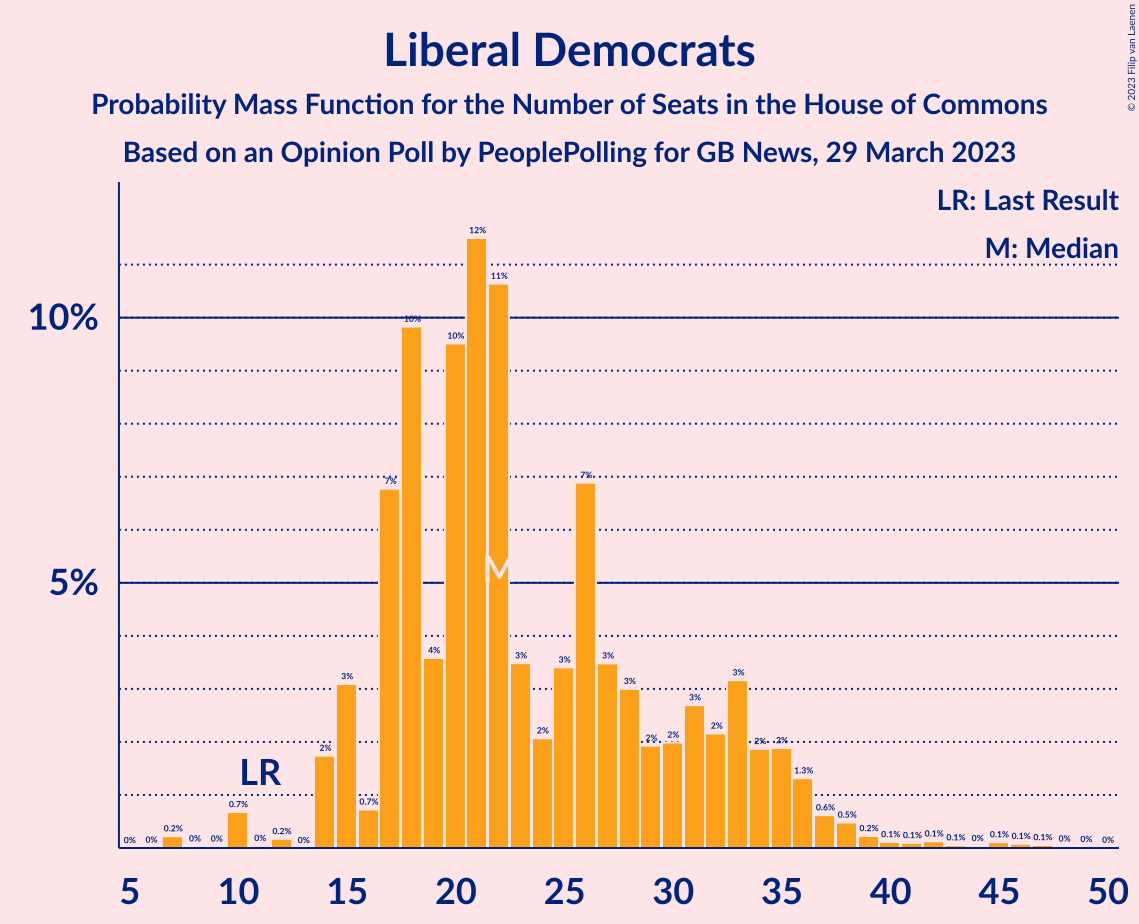 © 2023 Filip van Laenen
Liberal Democrats
Probability Mass Function for the Number of Seats in the House of Commons
Based on an Opinion Poll by PeoplePolling for GB News, 29 March 2023
LR: Last Result
M: Median
10%
5%
0% 0% 0.2% 0% 0% 0.7% 0% 0.2% 0% 2% 3% 0.7% 7% 10% 4% 10% 12% 11% 3% 2% 3% 7% 3% 3% 2% 2% 3% 2% 3% 2% 2% 1.3% 0.6% 0.5% 0.2% 0.1% 0.1% 0.1% 0.1% 0% 0.1% 0.1% 0.1% 0% 0% 0%
M
LR
5 10 15 20 25 30 35 40 45 50